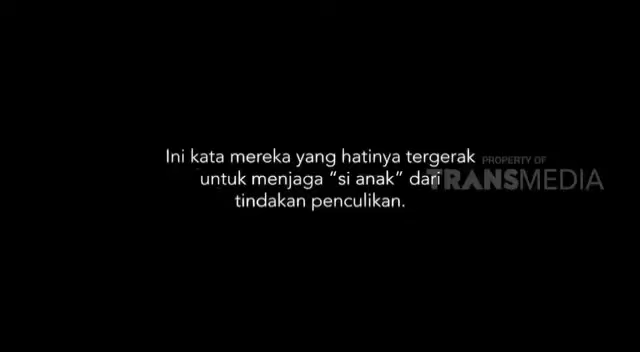 Ini kata mereka yang hatinya tergerak
untuk menjaga “si anak” dari
tindakan penculikan.
PROPERTY OF
TRANSMEDIA